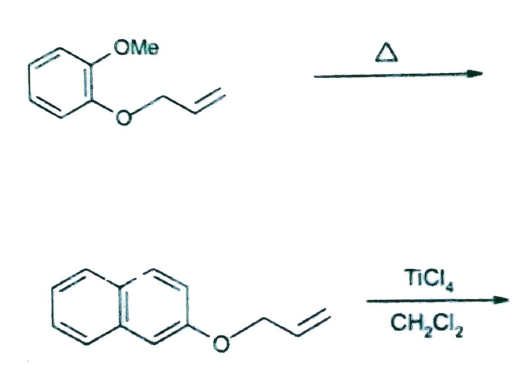 OMe
Δ
O
TiCl₄
O
CH₂Cl₂